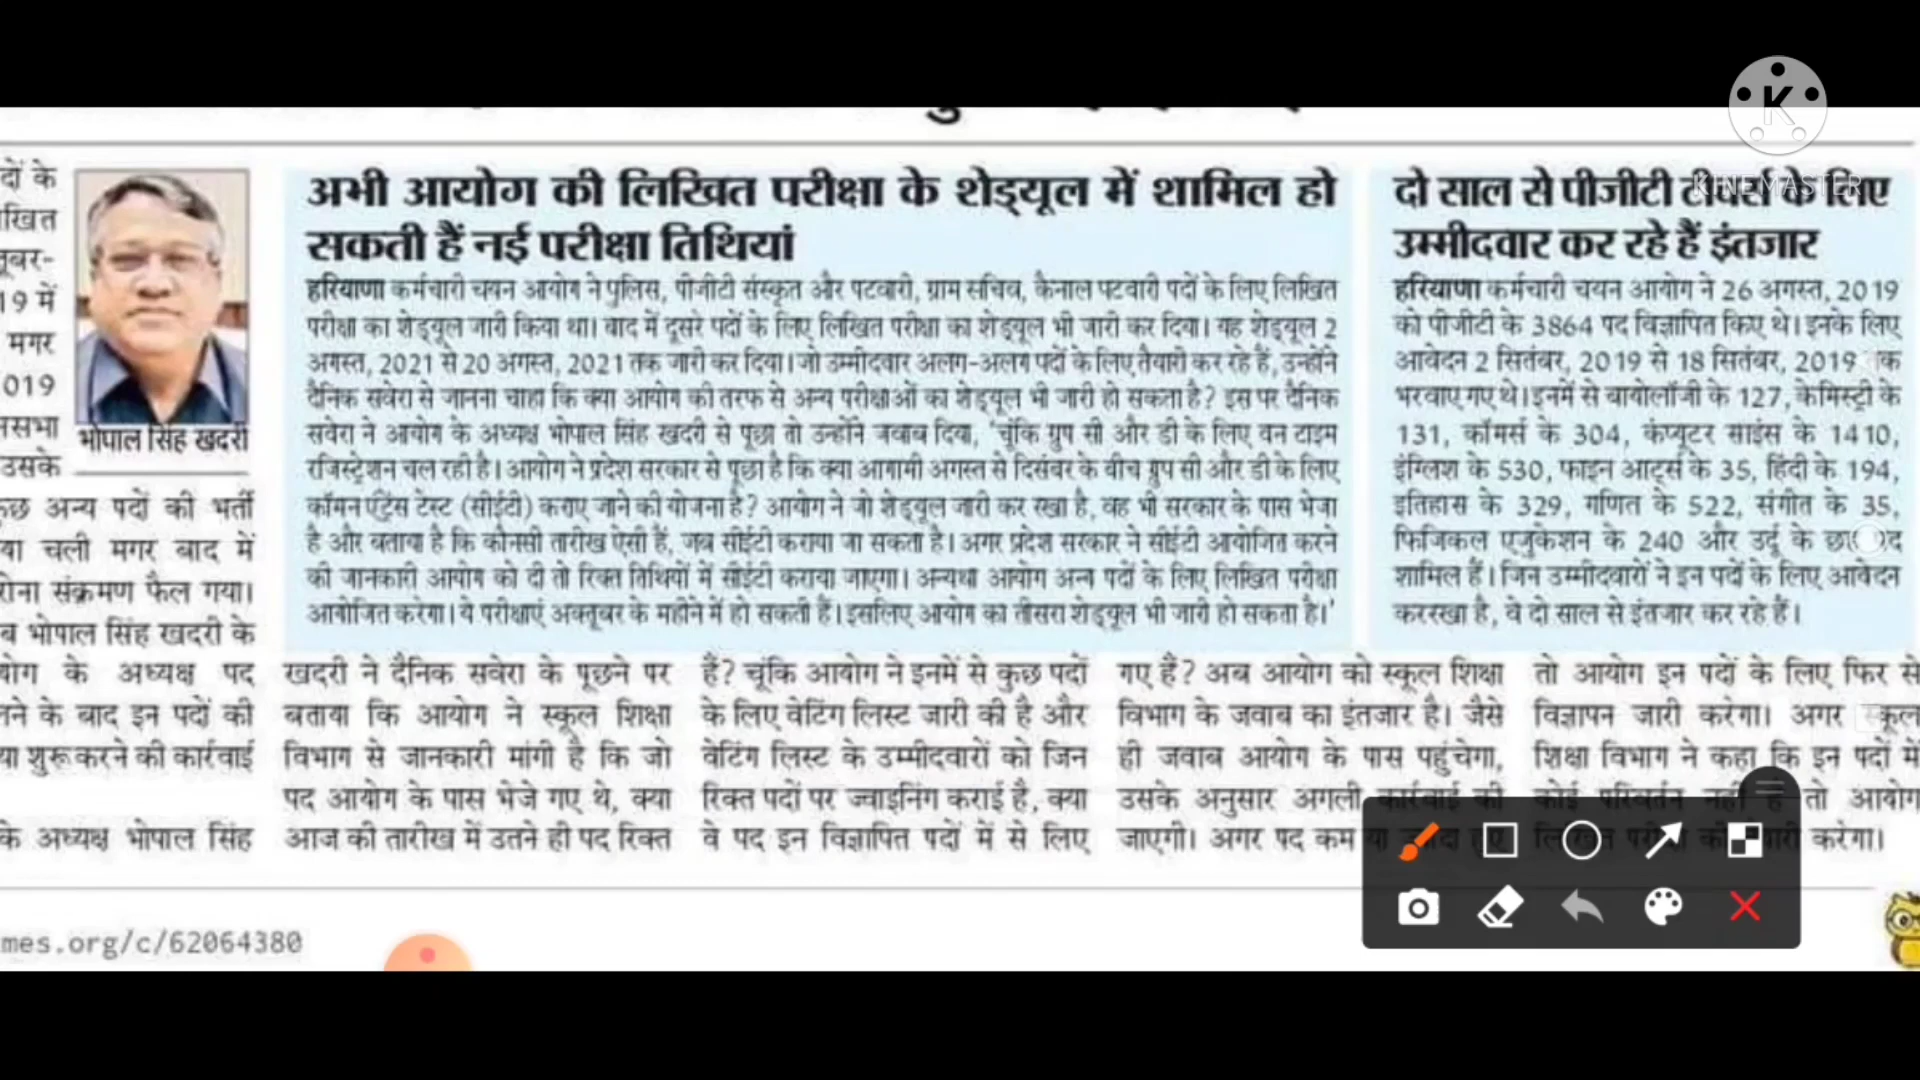 KINEMASTER
दों के
खित
तूबर-
19 में
मगर
019
नसभा
उसके
भोपाल सिंह खदरी
कुछ अन्य पदों की भर्ती
या चली मगर बाद में
रोना संक्रमण फैल गया।
ब भोपाल सिंह खदरी के
योग के अध्यक्ष पद
लने के बाद इन पदों की
या शुरू करने की कार्रवाई
के अध्यक्ष भोपाल सिंह
अभी आयोग की लिखित परीक्षा के शेड्यूल में शामिल हो
सकती हैं नई परीक्षा तिथियां
हरियाणा कर्मचारी चयन आयोग ने पुलिस, पीजीटी संस्कृत और पटवारी, ग्राम सचिव, कैनाल पटवारी पदों के लिए लिखित
परीक्षा का शेड्यूल जारी किया था। बाद में दूसरे पदों के लिए लिखित परीक्षा का शेड्यूल भी जारी कर दिया। यह शेड्यूल 2
अगस्त, 2021 से 20 अगस्त, 2021 तक जारी कर दिया। जो उम्मीदवार अलग-अलग पदों के लिए तैयारी कर रहे हैं, उन्होंने
दैनिक सवेरा से जानना चाहा कि क्या आयोग की तरफ से अन्य परीक्षाओं का शेड्यूल भी जारी हो सकता है? इस पर दैनिक
सवेरा ने आयोग के अध्यक्ष भोपाल सिंह खदरी से पूछा तो उन्होंने जवाब दिया, 'चूंकि ग्रुप सी और डी के लिए वन टाइम
रजिस्ट्रेशन चल रही है। आयोग ने प्रदेश सरकार से पूछा है कि क्या आगामी अगस्त से दिसंबर के बीच ग्रुप सी और डी के लिए
कॉमन एंट्रेंस टेस्ट (सीईटी) कराए जाने की योजना है? आयोग ने जो शेड्यूल जारी कर रखा है, वह भी सरकार के पास भेजा
है और बताया है कि कौनसी तारीख ऐसी हैं, जब सीईटी कराया जा सकता है। अगर प्रदेश सरकार ने सीईटी आयोजित करने
की जानकारी आयोग को दी तो रिक्त तिथियों में सीईटी कराया जाएगा। अन्यथा आयोग अन्य पदों के लिए लिखित परीक्षा
आयोजित करेगा। ये परीक्षाएं अक्तूबर के महीने में हो सकती हैं। इसलिए आयोग का तीसरा शेड्यूल भी जारी हो सकता है।'
दो साल से पीजीटी टीचर्स के लिए
उम्मीदवार कर रहे हैं इंतजार
हरियाणा कर्मचारी चयन आयोग ने 26 अगस्त, 2019
को पीजीटी के 3864 पद विज्ञापित किए थे। इनके लिए
आवेदन 2 सितंबर, 2019 से 18 सितंबर, 2019 तक
भरवाए गए थे। इनमें से बायोलॉजी के 127, केमिस्ट्री के
131, कॉमर्स के 304, कंप्यूटर साइंस के 1410,
इंग्लिश के 530, फाइन आर्ट्स के 35, हिंदी के 194,
इतिहास के 329, गणित के 522, संगीत के 35,
फिजिकल एजुकेशन के 240 और उर्दू के
शामिल हैं। जिन उम्मीदवारों ने इन पदों के लिए आवेदन
कर रखा है, वे दो साल से इंतजार कर रहे हैं।
खदरी ने दैनिक सवेरा के पूछने पर
बताया कि आयोग ने स्कूल शिक्षा
विभाग से जानकारी मांगी है कि जो
पद आयोग के पास भेजे गए थे, क्या
आज की तारीख में उतने ही पद रिक्त
हैं? चूंकि आयोग ने इनमें से कुछ पदों
के लिए वेटिंग लिस्ट जारी की है और
वेटिंग लिस्ट के उम्मीदवारों को जिन
रिक्त पदों पर ज्वाइनिंग कराई है, क्या
वे पद इन विज्ञापित पदों में से लिए
गए हैं? अब आयोग को स्कूल शिक्षा
विभाग के जवाब का इंतजार है। जैसे
ही जवाब आयोग के पास पहुंचेगा,
उसके अनुसार अगली कार्रवाई की
जाएगी। अगर पद कम या हुए
तो आयोग इन पदों के लिए फिर से
विज्ञापन जारी करेगा। अगर स्कूल
शिक्षा विभाग ने कहा कि इन पदों में
कोई परिवर्तन नहीं है तो आयोग
लिखित करेगा।
mes.org/c/62064380